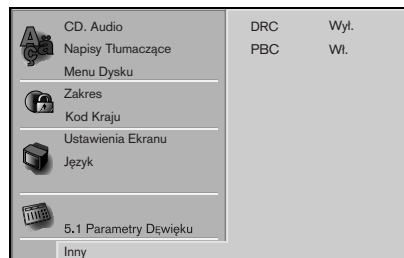 CD. Audio
Napisy Tłumaczące
Menu Dysku
Zakres
Kod Kraju
Ustawienia Ekranu
Język
5.1 Parametry Dęwięku
Inny
DRC Wył.
PBC Wł.